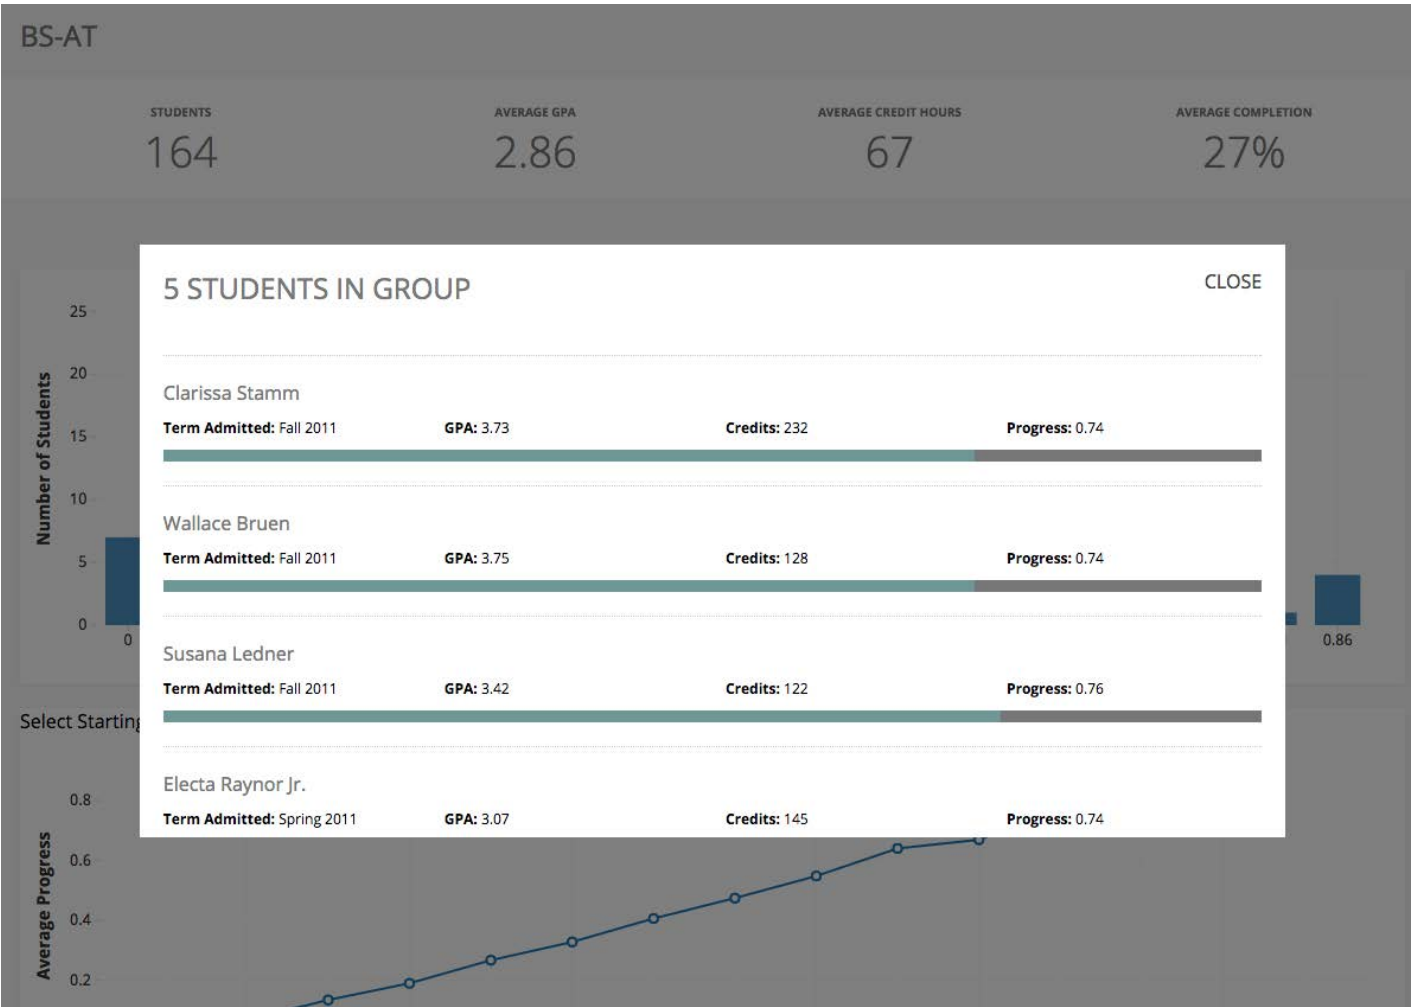 BS-AT
STUDENTS AVERAGE GPA AVERAGE CREDIT HOURS AVERAGE COMPLETION
164 2.86 67 27%
5 STUDENTS IN GROUP CLOSE
Clarissa Stamm
Term Admitted: Fall 2011 GPA: 3.73 Credits: 232 Progress: 0.74
Wallace Bruen
Term Admitted: Fall 2011 GPA: 3.75 Credits: 128 Progress: 0.74
Susana Ledner
Term Admitted: Fall 2011 GPA: 3.42 Credits: 122 Progress: 0.76
Electa Raynor Jr.
Term Admitted: Spring 2011 GPA: 3.07 Credits: 145 Progress: 0.74
Number of Students
25
20
15
10
5
0
0 0.86
Select Starting
Average Progress
0.8
0.6
0.4
0.2